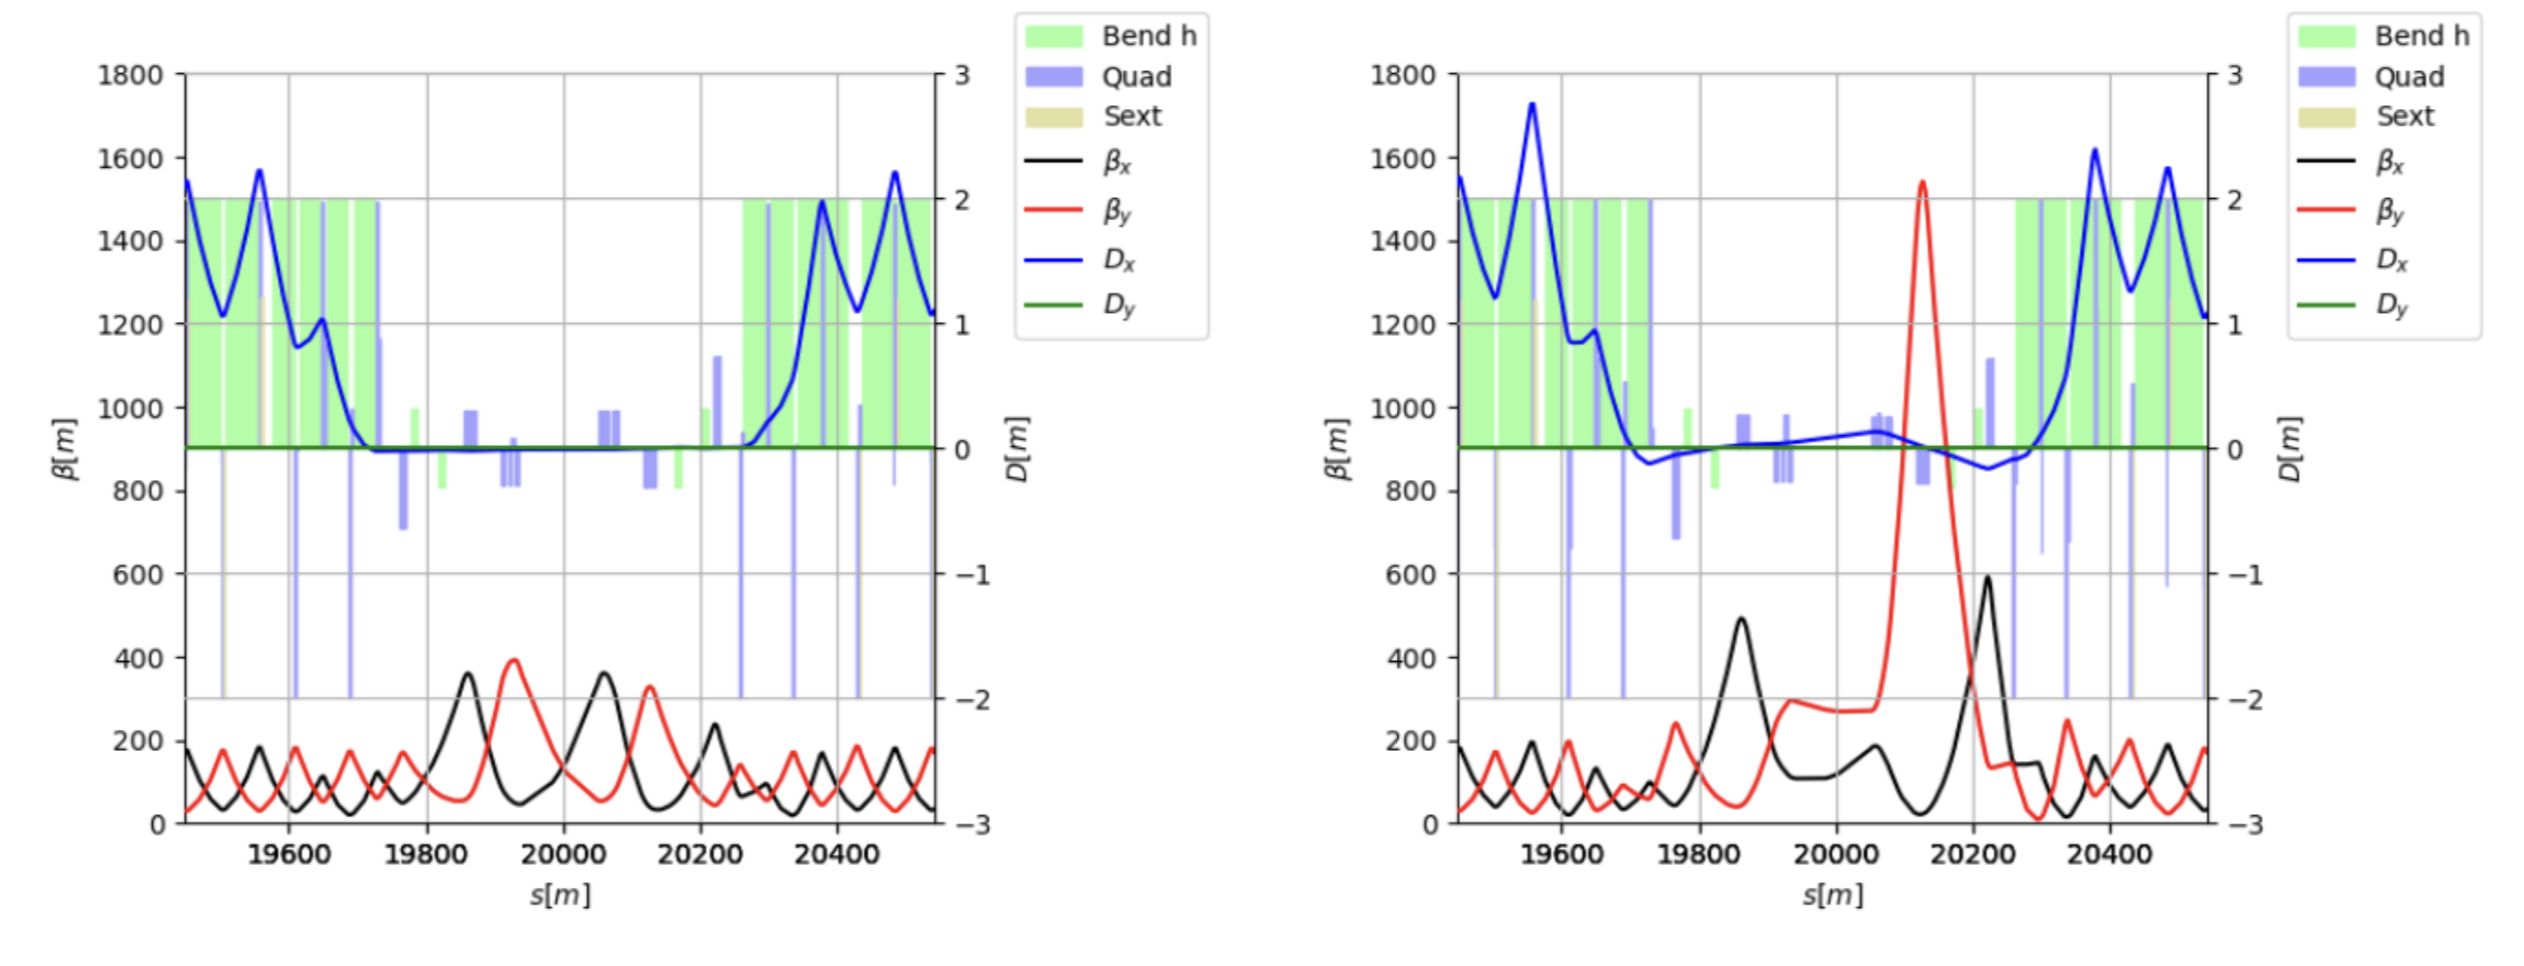 Bend h
Quad
Sext
βx
βy
Dx
Dy
1800
1600
1400
1200
1000
800
600
400
200
0
β[m]
3
2
1
0
−1
−2
−3
D[m]
19600 19800 20000 20200 20400
s[m]
Bend h
Quad
Sext
βx
βy
Dx
Dy
1800
1600
1400
1200
1000
800
600
400
200
0
β[m]
3
2
1
0
−1
−2
−3
D[m]
19600 19800 20000 20200 20400
s[m]